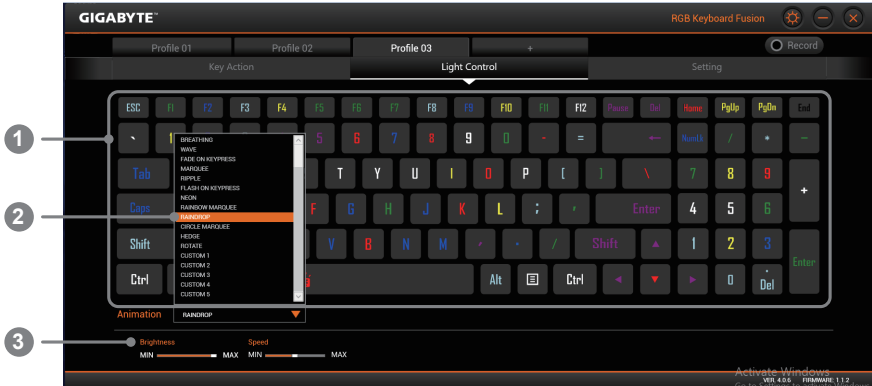 GIGABYTE™ RGB Keyboard Fusion
Profile 01 Profile 02 Profile 03 + Record
Key Action Light Control Setting
ESC F1 F2 F3 F4 F5 F6 F7 F8 F9 F10 F11 F12 Pause Del Home PgUp PgDn End
1
` 1 5 6 7 8 9 0 - = ← NumLk / * -
BREATHING
WAVE
FADE ON KEYPRESS
MARQUEE
RIPPLE
FLASH ON KEYPRESS
NEON
RAINBOW MARQUEE
2
RAINDROP
CIRCLE MARQUEE
HEDGE
ROTATE
CUSTOM 1
CUSTOM 2
CUSTOM 3
CUSTOM 4
CUSTOM 5
Tab T Y U I O P [ ] \ 7 8 9 +
Caps F G H J K L ; ' Enter 4 5 6
Shift V B N M , . / Shift ▲ 1 2 3 Enter
Ctrl Alt Ctrl ◄ ▼ ► 0 . Del
Animation RAINDROP
3
Brightness Speed
MIN MAX MIN MAX
Activate Windows
VER. 4.0.6 FIRMWARE: 1.1.2